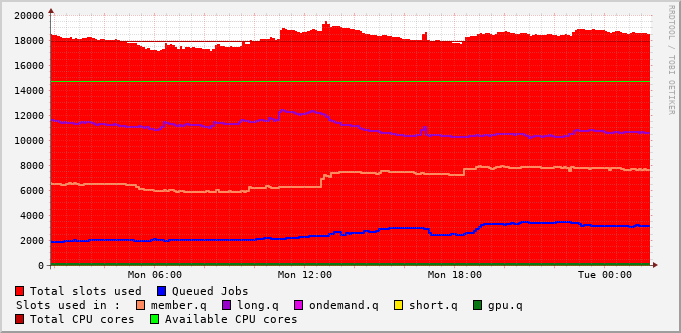 20000
18000
16000
14000
12000
10000
8000
6000
4000
2000
0
Mon 06:00 Mon 12:00 Mon 18:00 Tue 00:00
RRDTOOL / TOBI OETIKER
Total slots used Queued Jobs
Slots used in : member.q long.q ondemand.q short.q gpu.q
Total CPU cores Available CPU cores